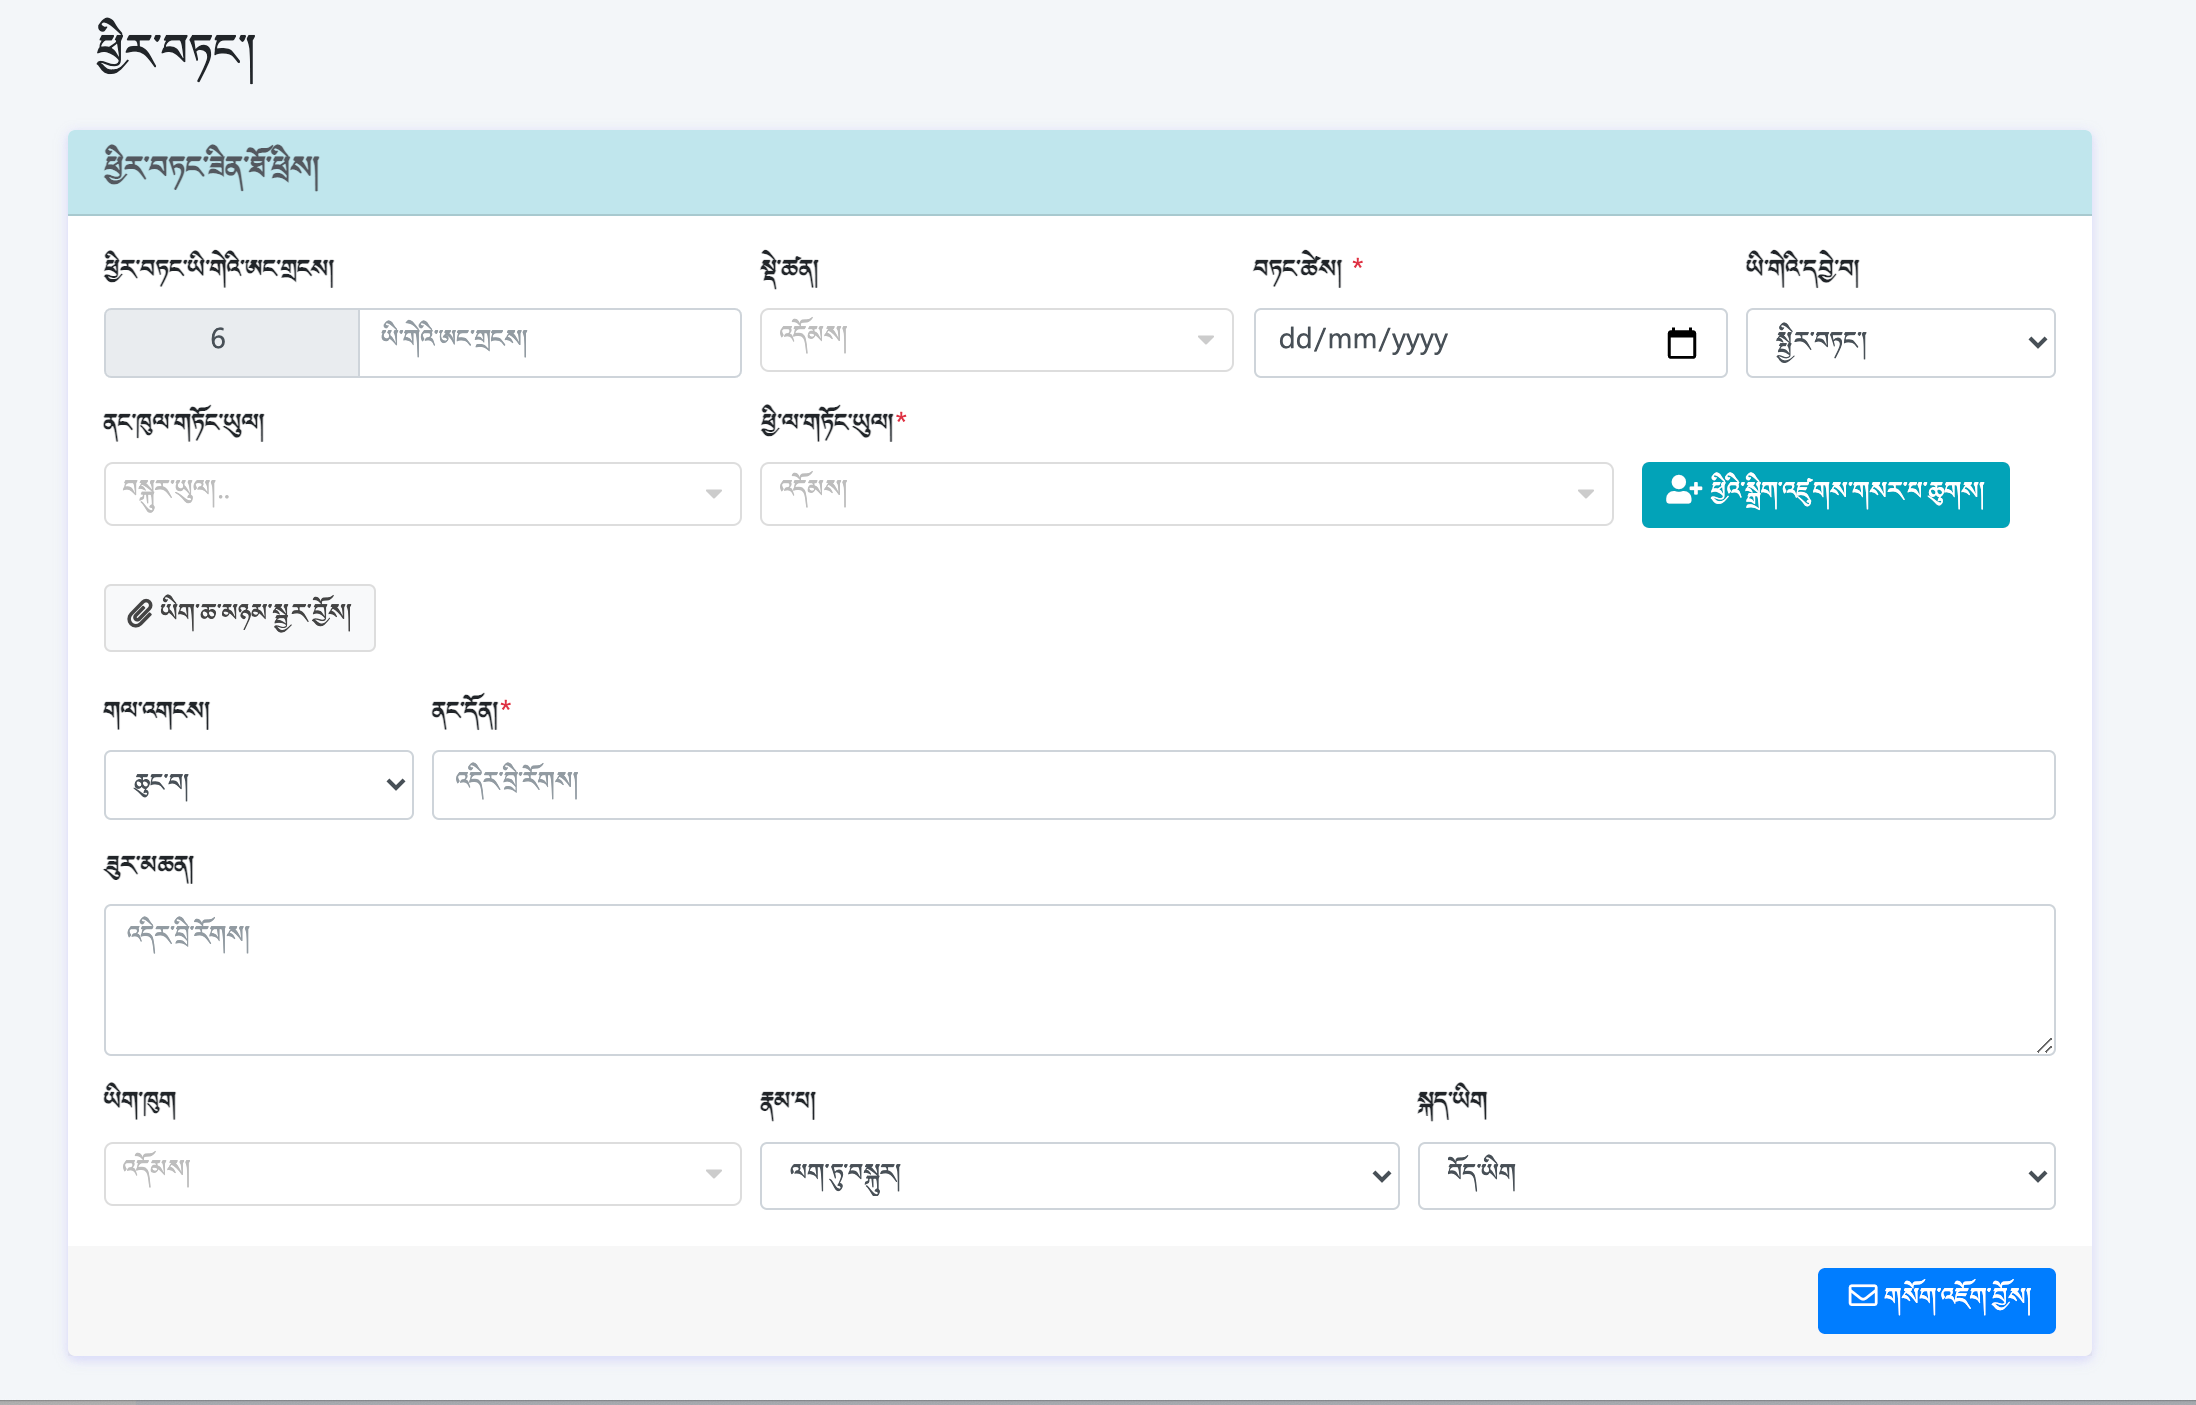 ཕྱིར་བཏང་།
ཕྱིར་བཏང་ཟིན་ཐོ་ཕྲིས།
ཕྱིར་བཏང་ཡི་གེའི་ཨང་གྲངས།
སྡེ་ཚན།
བཏང་ཚེས། *
ཡི་གེའི་དབྱེ་བ།
6
ཡི་གེའི་ཨང་གྲངས།
འདོམས།
dd/mm/yyyy
སྤྱིར་བཏང་།
ནང་ཁུལ་གཏོང་ཡུལ།
ཕྱི་ལ་གཏོང་ཡུལ།*
བསྐུར་ཡུལ།..
འདོམས།
ཕྱིའི་སྒྲིག་འཛུགས་གསར་པ་ཆུགས།
ཡིག་ཆ་མཉམ་སྦྱར་བྱོས།
གལ་འགངས།
ནང་དོན།*
ཆུང་བ།
འདིར་བྲི་རོགས།
ཟུར་མཆན།
འདིར་བྲི་རོགས།
ཡིག་ཁུག
རྣམ་པ།
སྐད་ཡིག
འདོམས།
ལག་ཏུ་བསྐུར།
བོད་ཡིག
གསོག་འཇོག་བྱོས།